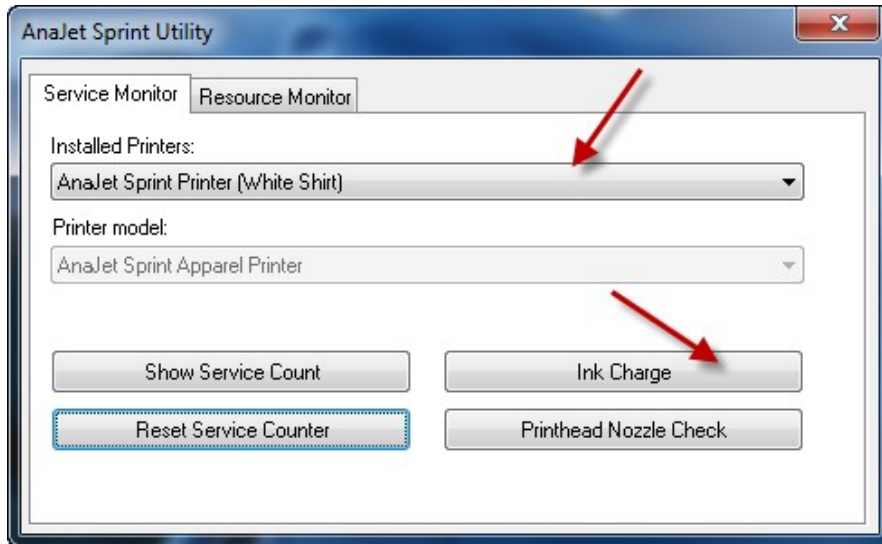 AnaJet Sprint Utility
Service Monitor Resource Monitor
Installed Printers:
AnaJet Sprint Printer (White Shirt)
Printer model:
AnaJet Sprint Apparel Printer
Show Service Count Ink Charge
Reset Service Counter Printhead Nozzle Check